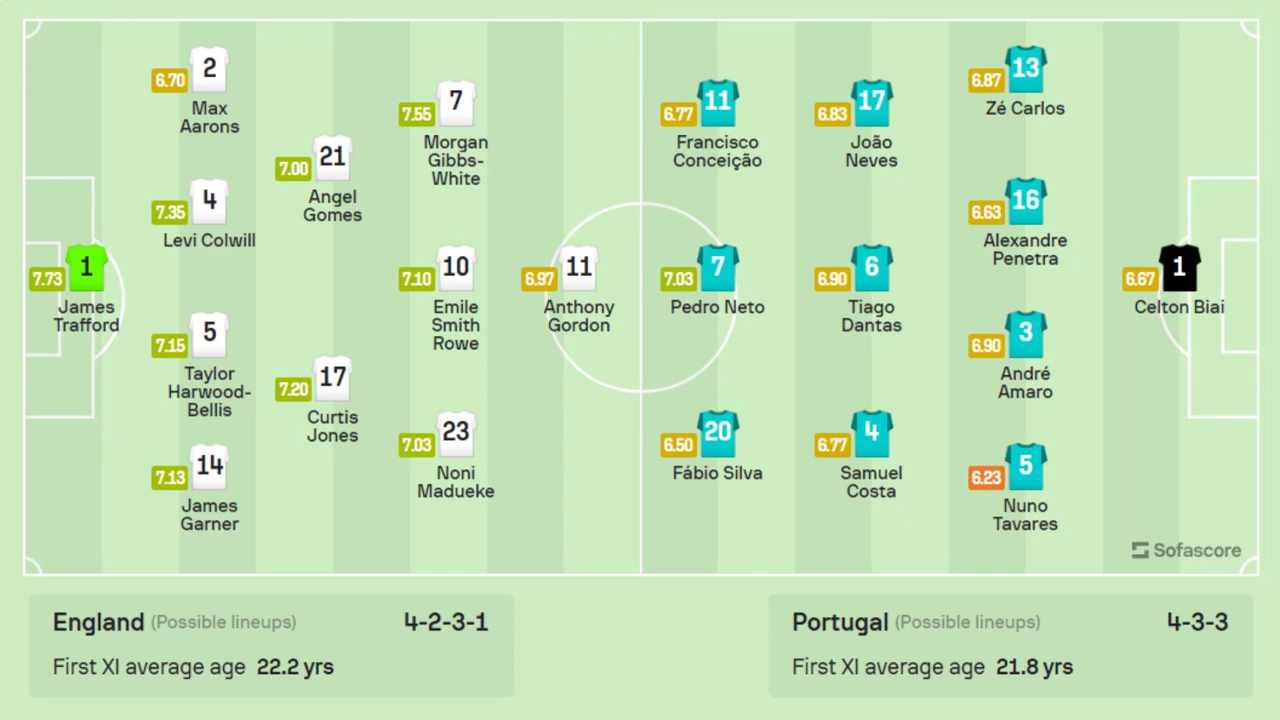 2
6.70
Max
Aarons
4
7.35
Levi Colwill
1
7.73
James
Trafford
5
7.15
Taylor
Harwood-
Bellis
14
7.13
James
Garner
21
7.00
Angel
Gomes
17
7.20
Curtis
Jones
7
7.55
Morgan
Gibbs-
White
10
7.10
Emile
Smith
Rowe
23
7.03
Noni
Madueke
11
6.97
Anthony
Gordon
11
6.77
Francisco
Conceição
7
7.03
Pedro Neto
20
6.50
Fábio Silva
17
6.83
João
Neves
6
6.90
Tiago
Dantas
4
6.77
Samuel
Costa
13
6.87
Zé Carlos
16
6.63
Alexandre
Penetra
3
6.90
André
Amaro
5
6.23
Nuno
Tavares
1
6.67
Celton Biai
Sofascore
England (Possible lineups) 4-2-3-1
First XI average age 22.2 yrs
Portugal (Possible lineups) 4-3-3
First XI average age 21.8 yrs